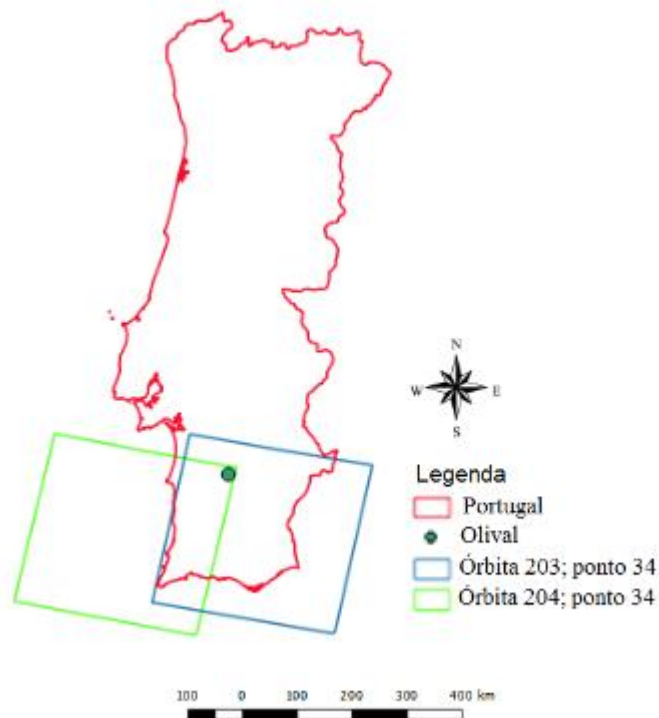 N
W E
S
Legenda
Portugal
Olival
Órbita 203; ponto 34
Órbita 204; ponto 34
100 0 100 200 300 400 km